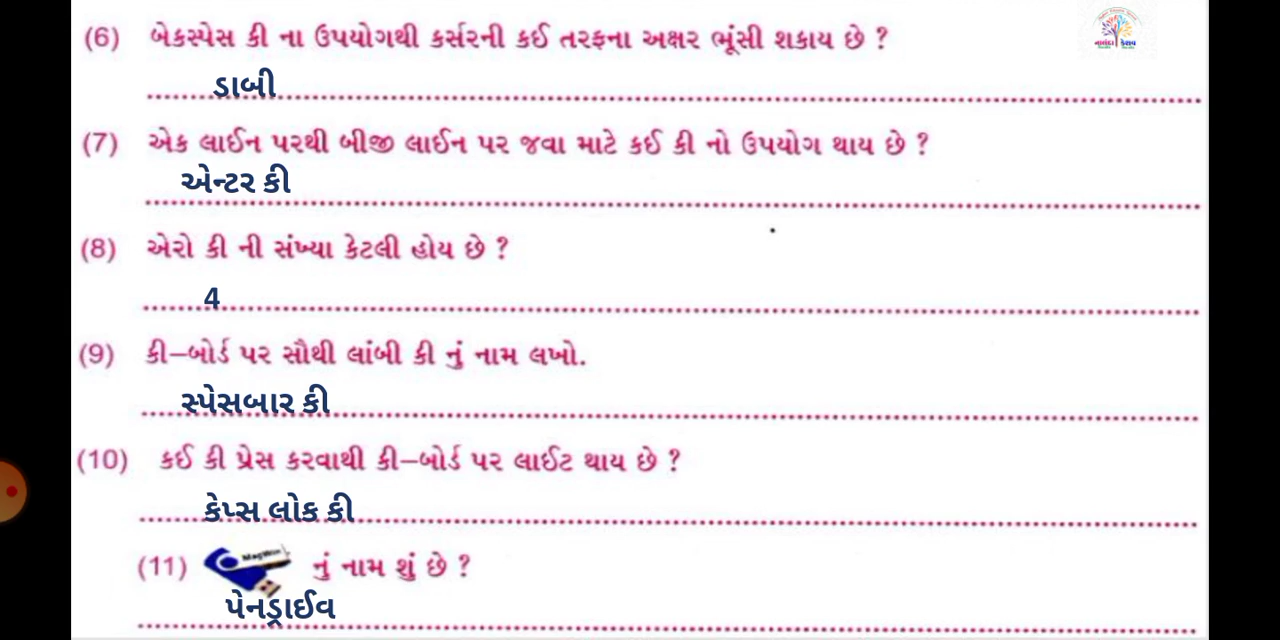 (6) બેકસ્પેસ કી ના ઉપયોગથી કર્સરની કઈ તરફના અક્ષર ભૂંસી શકાય છે ?
ડાબી
(7) એક લાઈન પરથી બીજી લાઈન પર જવા માટે કઈ કી નો ઉપયોગ થાય છે ?
એન્ટર કી
(8) એરો કી ની સંખ્યા કેટલી હોય છે ?
4
(9) કી–બોર્ડ પર સૌથી લાંબી કી નું નામ લખો.
સ્પેસબાર કી
(10) કઈ કી પ્રેસ કરવાથી કી–બોર્ડ પર લાઈટ થાય છે ?
કેપ્સ લોક કી
(11) નું નામ શું છે ?
પેનડ્રાઈવ
નાલંદા કેશવ